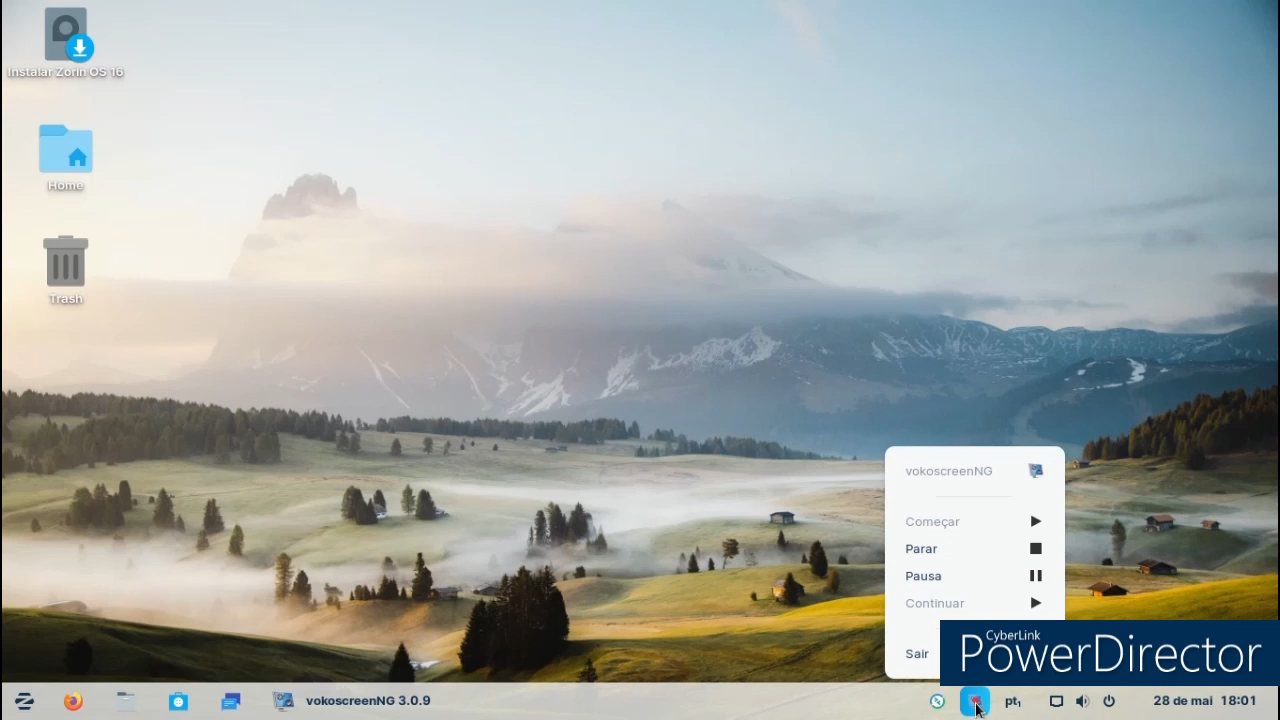 Instalar Zorin OS 16
Home
Trash
vokoscreenNG
Começar
Parar
Pausa
Continuar
Sair
CyberLink
PowerDirector
vokoscreenNG 3.0.9
pt₁
28 de mai 18:01